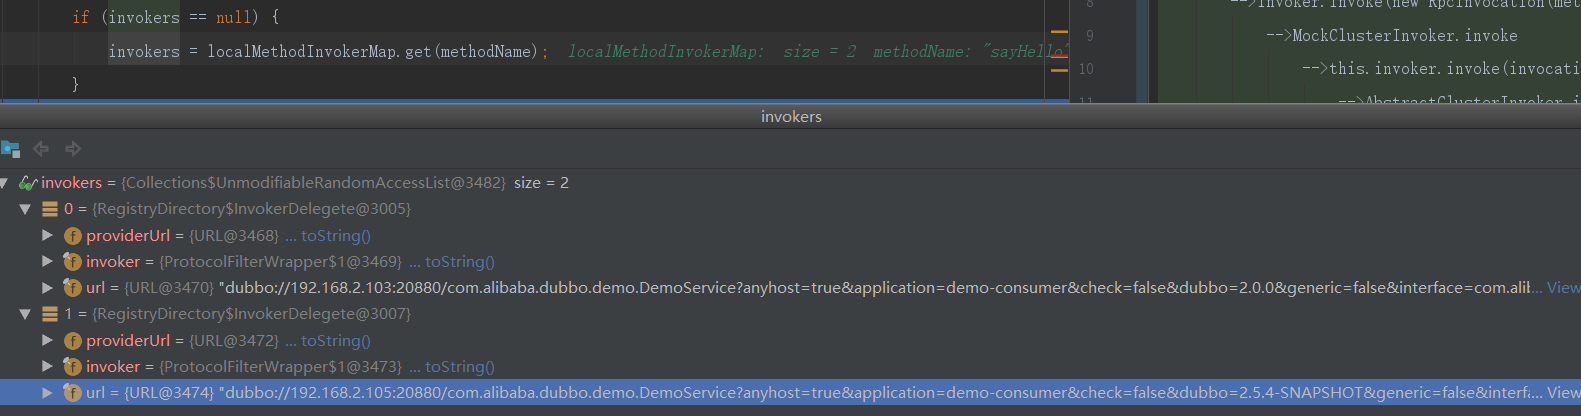 if (invokers == null) {
invokers = localMethodInvokerMap.get(methodName); localMethodInvokerMap: size = 2 methodName: "sayHello"
}
8 -->Invoker.invoke(new RpcInvocation(met
9 -->MockClusterInvoker.invoke
10 -->this.invoker.invoke(invocati
11 -->AbstractClusterInvoker.i
invokers
invokers = {Collections$UnmodifiableRandomAccessList@3482} size = 2
0 = {RegistryDirectory$InvokerDelegete@3005}
f providerUrl = {URL@3468} ... toString()
f invoker = {ProtocolFilterWrapper$1@3469} ... toString()
f url = {URL@3470} "dubbo://192.168.2.103:20880/com.alibaba.dubbo.demo.DemoService?anyhost=true&application=demo-consumer&check=false&dubbo=2.0.0&generic=false&interface=com.alib... View
1 = {RegistryDirectory$InvokerDelegete@3007}
f providerUrl = {URL@3472} ... toString()
f invoker = {ProtocolFilterWrapper$1@3473} ... toString()
f url = {URL@3474} "dubbo://192.168.2.105:20880/com.alibaba.dubbo.demo.DemoService?anyhost=true&application=demo-consumer&check=false&dubbo=2.5.4-SNAPSHOT&generic=false&interfa... View